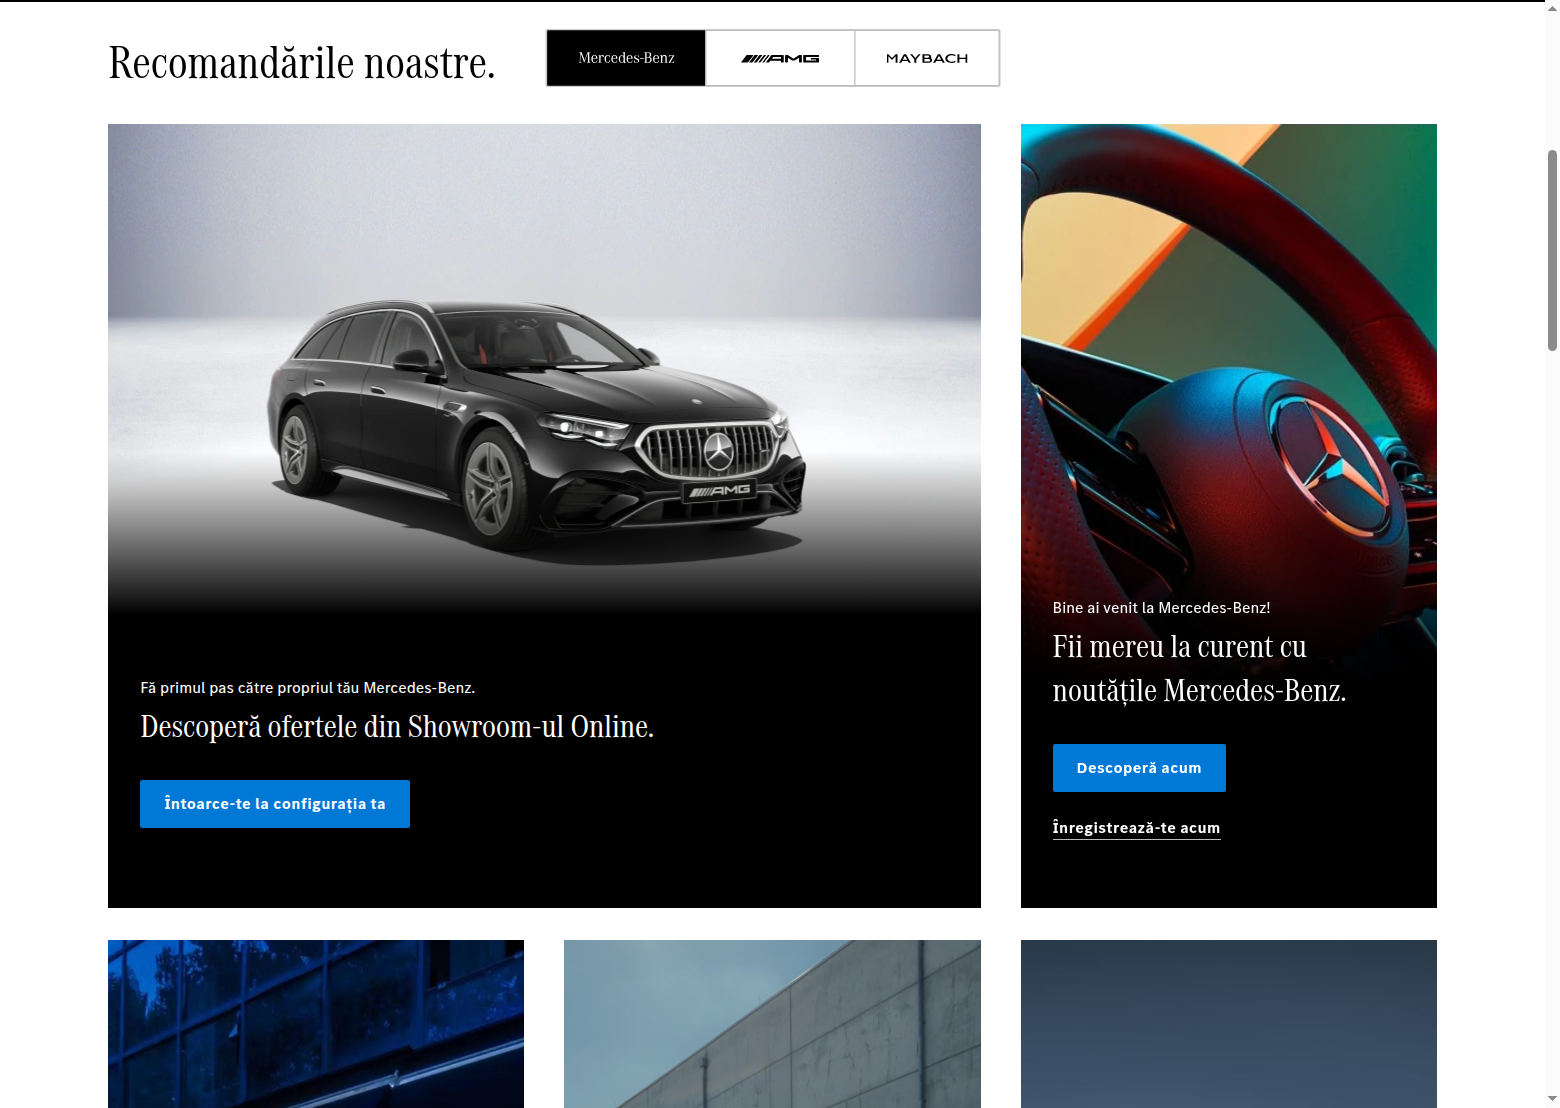 Recomandările noastre.
Mercedes-Benz
AMG
MAYBACH
AMG
Fă primul pas către propriul tău Mercedes-Benz.
Descoperă ofertele din Showroom-ul Online.
Întoarce-te la configurația ta
Bine ai venit la Mercedes-Benz!
Fii mereu la curent cu
noutățile Mercedes-Benz.
Descoperă acum
Înregistrează-te acum